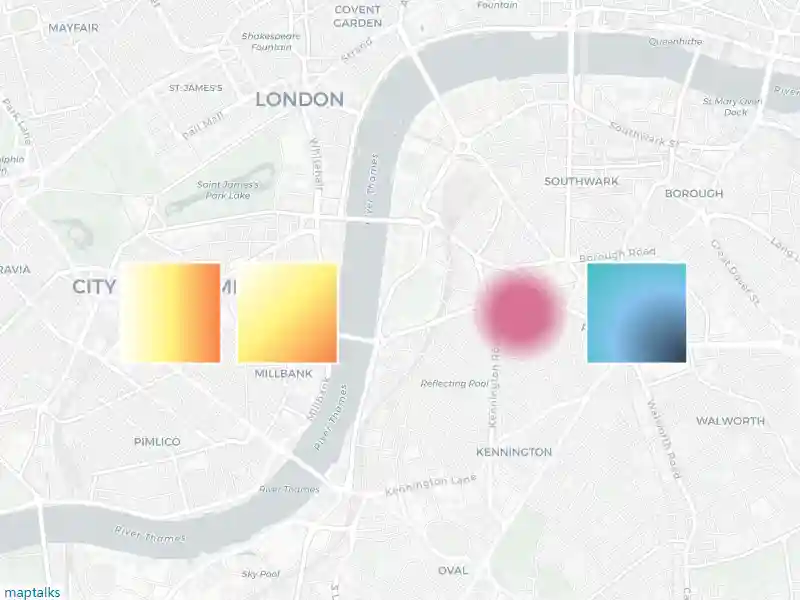 COVENT
GARDEN
Fountain
MAYFAIR
Shakespeare
Fountain
Strand
Queenhithe
ST JAMES'S
LONDON
Park Lane
Pall Mall
Whitehall
River Thames
St Mary Overi
Dock
Southwark St
Saint James's
Park Lake
SOUTHWARK
BOROUGH
Borough Road
Great Dover St
Long L
CITY
MI
MILLBANK
Millbank
River Thames
Reflecting Pool
Kennington Ro
Walworth Road
WALWORTH
PIMLICO
KENNINGTON
Kennington Lane
River Thames
River Thames
Sky Pool
OVAL
maptalks